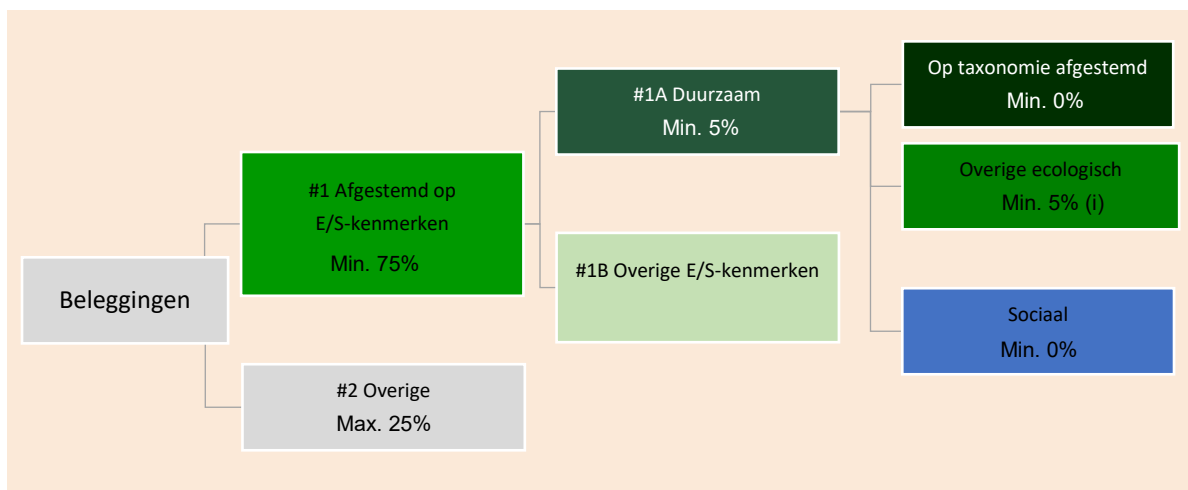 Beleggingen
#1 Afgestemd op
E/S-kenmerken
Min. 75%
#2 Overige
Max. 25%
#1A Duurzaam
Min. 5%
#1B Overige E/S-kenmerken
Op taxonomie afgestemd
Min. 0%
Overige ecologisch
Min. 5% (i)
Sociaal
Min. 0%